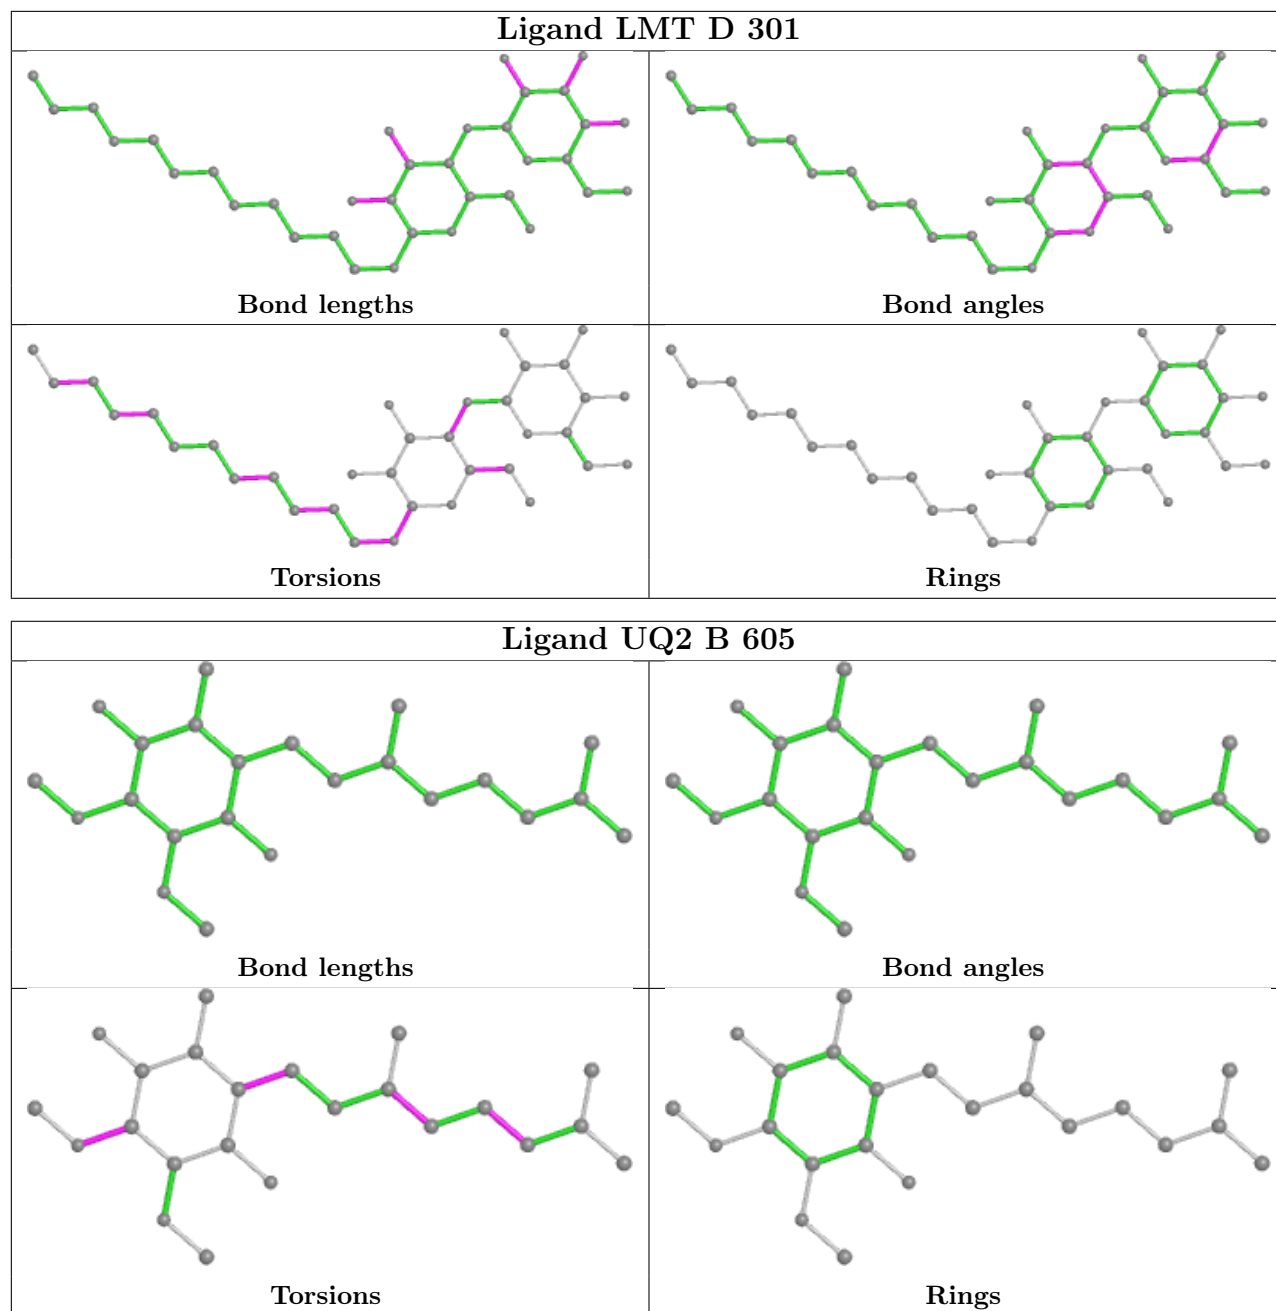 Ligand LMT D 301
Bond lengths
Bond angles
Torsions
Rings
Ligand UQ2 B 605
Bond lengths
Bond angles
Torsions
Rings